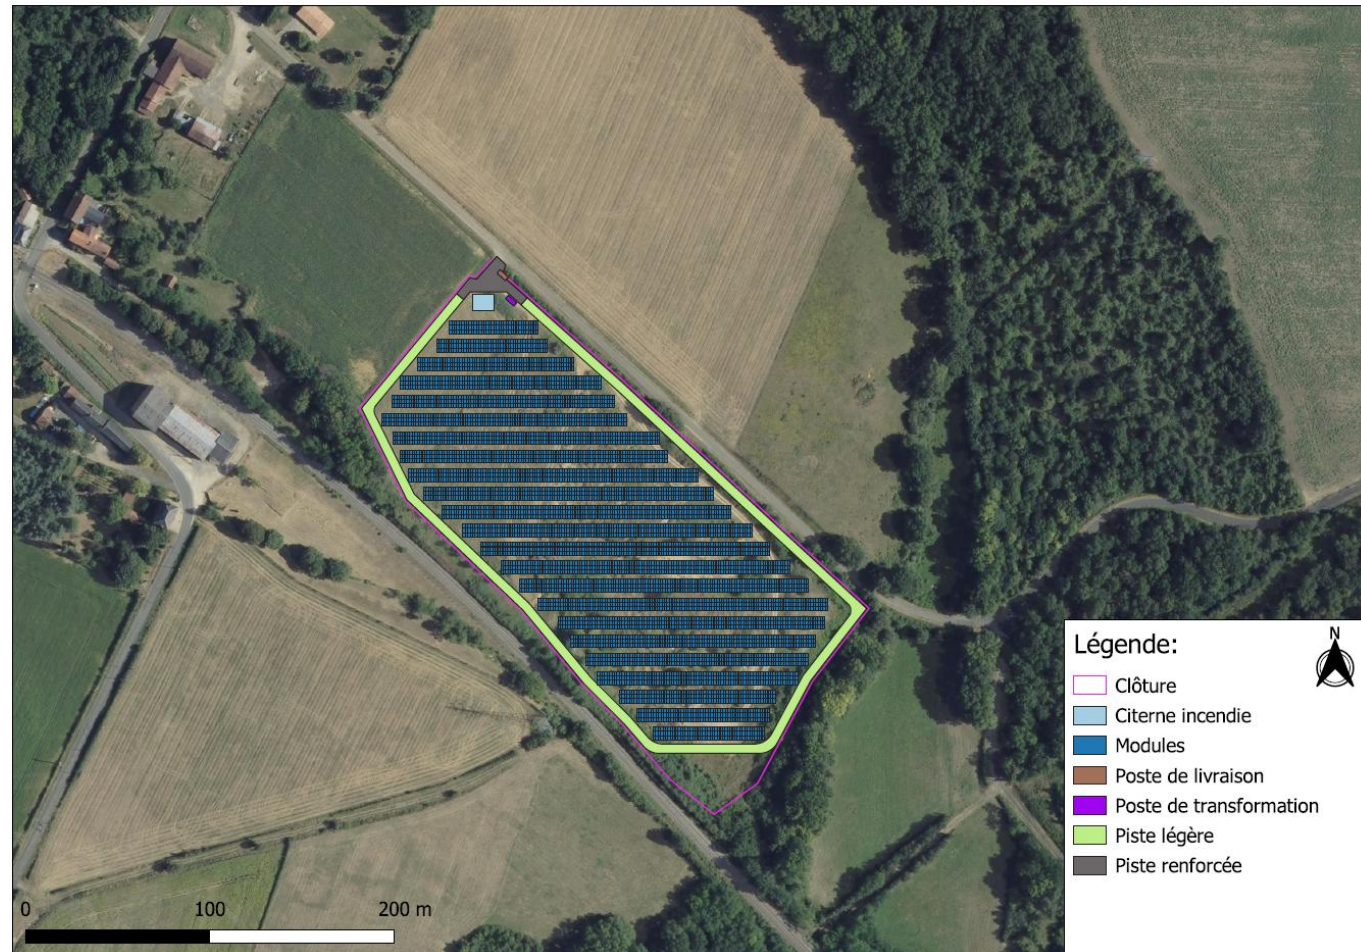 Légende:
N
Clôture
Citerne incendie
Modules
Poste de livraison
Poste de transformation
Piste légère
Piste renforcée
0 100 200 m